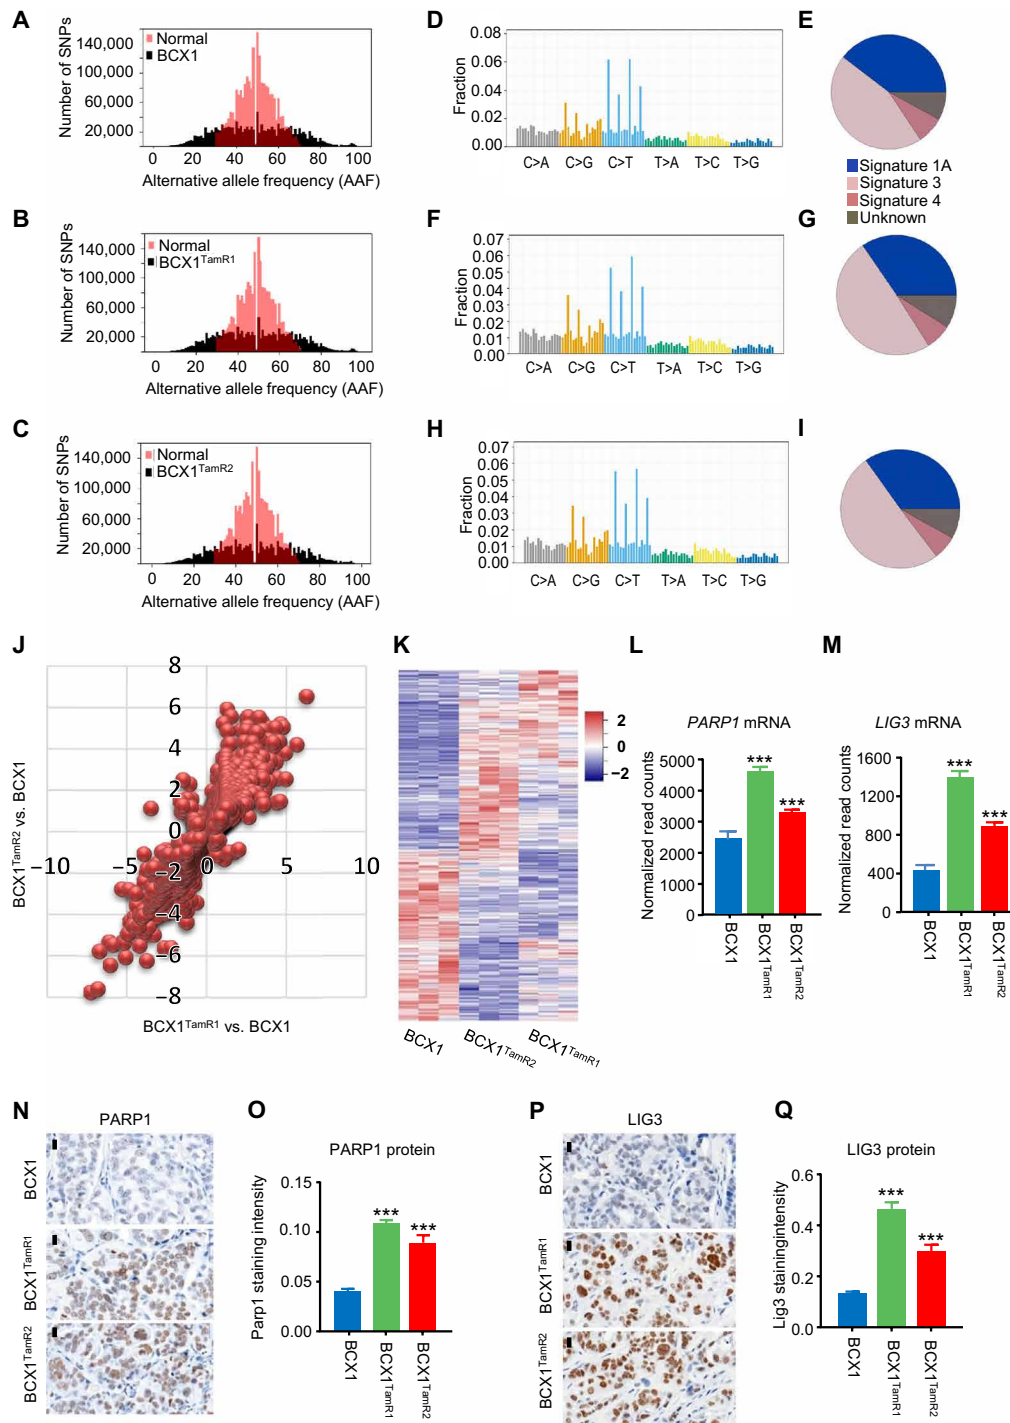 A
Number of SNPs
140,000
100,000
60,000
20,000
Normal
BCX1
0 20 40 60 80 100
Alternative allele frequency (AAF)
D
Fraction
0.08
0.06
0.04
0.02
0.00
C>A C>G C>T T>A T>C T>G
E
Signature 1A
Signature 3
Signature 4
Unknown
B
Number of SNPs
140,000
100,000
60,000
20,000
Normal
BCX1TamR1
0 20 40 60 80 100
Alternative allele frequency (AAF)
F
Fraction
0.07
0.06
0.05
0.04
0.03
0.02
0.01
0.00
C>A C>G C>T T>A T>C T>G
G
C
Number of SNPs
140,000
100,000
60,000
20,000
Normal
BCX1TamR2
0 20 40 60 80 100
Alternative allele frequency (AAF)
H
Fraction
0.07
0.06
0.05
0.04
0.03
0.02
0.01
0.00
C>A C>G C>T T>A T>C T>G
I
J
BCX1TamR2 vs. BCX1
8
6
4
2
0
−2
−4
−6
−8
−10 −5 0 5 10
BCX1TamR1 vs. BCX1
K
2
0
−2
BCX1
BCX1TamR2
BCX1TamR1
L
PARP1 mRNA
Normalized read counts
5000
4000
3000
2000
1000
0
***
***
BCX1
BCX1TamR1
BCX1TamR2
M
LIG3 mRNA
Normalized read counts
1600
1200
800
400
0
***
***
BCX1
BCX1TamR1
BCX1TamR2
N
PARP1
BCX1
BCX1TamR1
BCX1TamR2
O
PARP1 protein
Parp1 staining intensity
0.15
0.10
0.05
0.00
***
***
BCX1
BCX1TamR1
BCX1TamR2
P
LIG3
BCX1
BCX1TamR1
BCX1TamR2
Q
LIG3 protein
Lig3 stainingintensity
0.6
0.4
0.2
0.0
***
***
BCX1
BCX1TamR1
BCX1TamR2